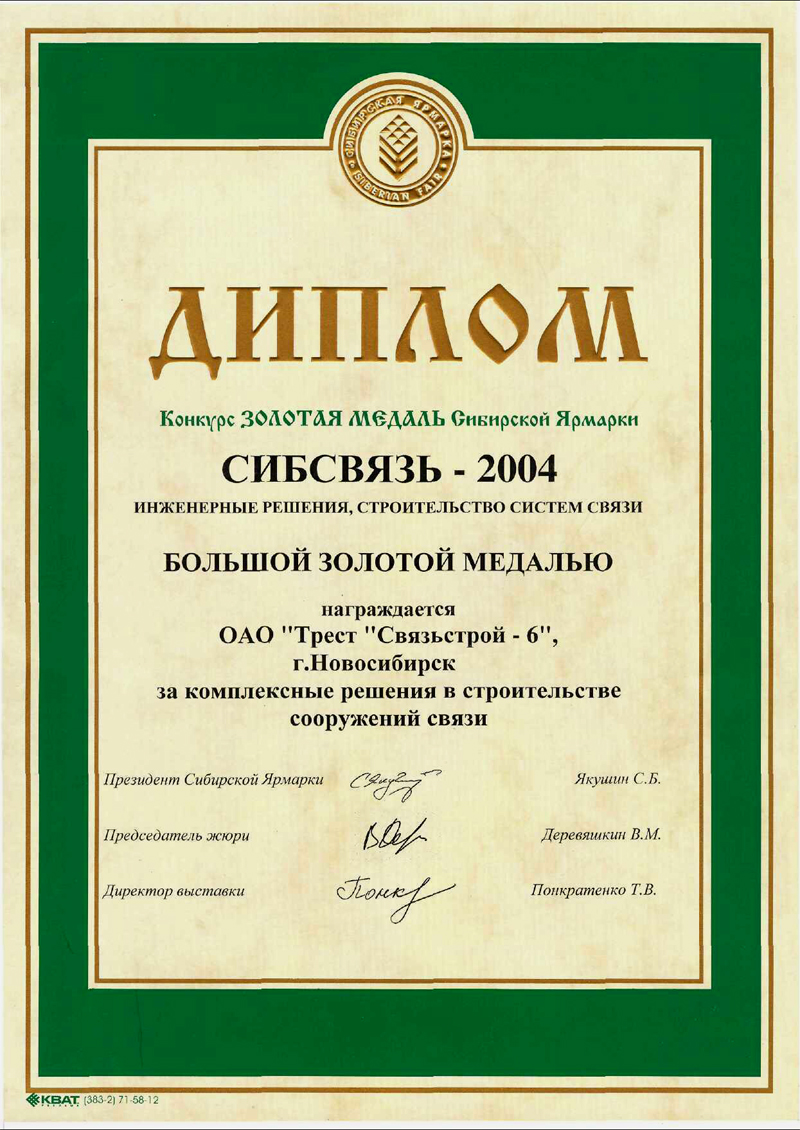 СИБИРСКАЯ ЯРМАРКА
SIBERIAN FAIR
ДИПЛОМ
Конкурс ЗОЛОТАЯ МЕДАЛЬ Сибирской Ярмарки
СИБСВЯЗЬ - 2004
ИНЖЕНЕРНЫЕ РЕШЕНИЯ, СТРОИТЕЛЬСТВО СИСТЕМ СВЯЗИ
БОЛЬШОЙ ЗОЛОТОЙ МЕДАЛЬЮ
награждается
ОАО "Трест "Связьстрой - 6",
г.Новосибирск
за комплексные решения в строительстве
сооружений связи
Президент Сибирской Ярмарки Якушин С.Б.
Председатель жюри Деревяшкин В.М.
Директор выставки Понкратенко Т.В.
КВАТ (383-2) 71-58-12